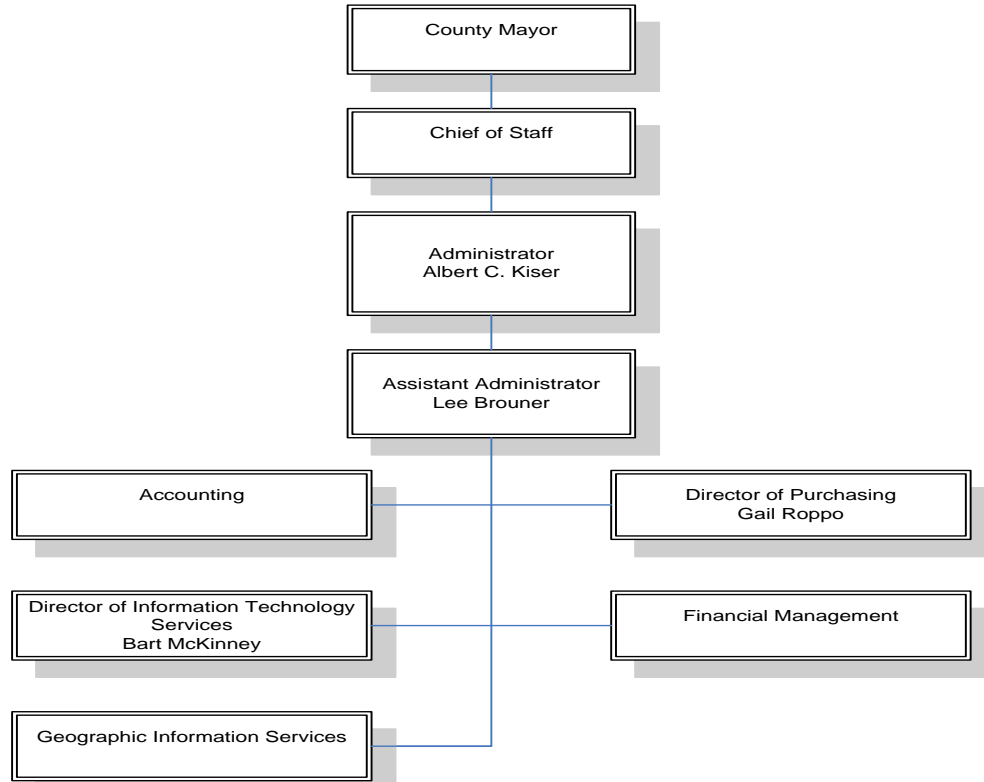 County Mayor
Chief of Staff
Administrator
Albert C. Kiser
Assistant Administrator
Lee Brouner
Accounting
Director of Purchasing
Gail Roppo
Director of Information Technology
Services
Bart McKinney
Financial Management
Geographic Information Services